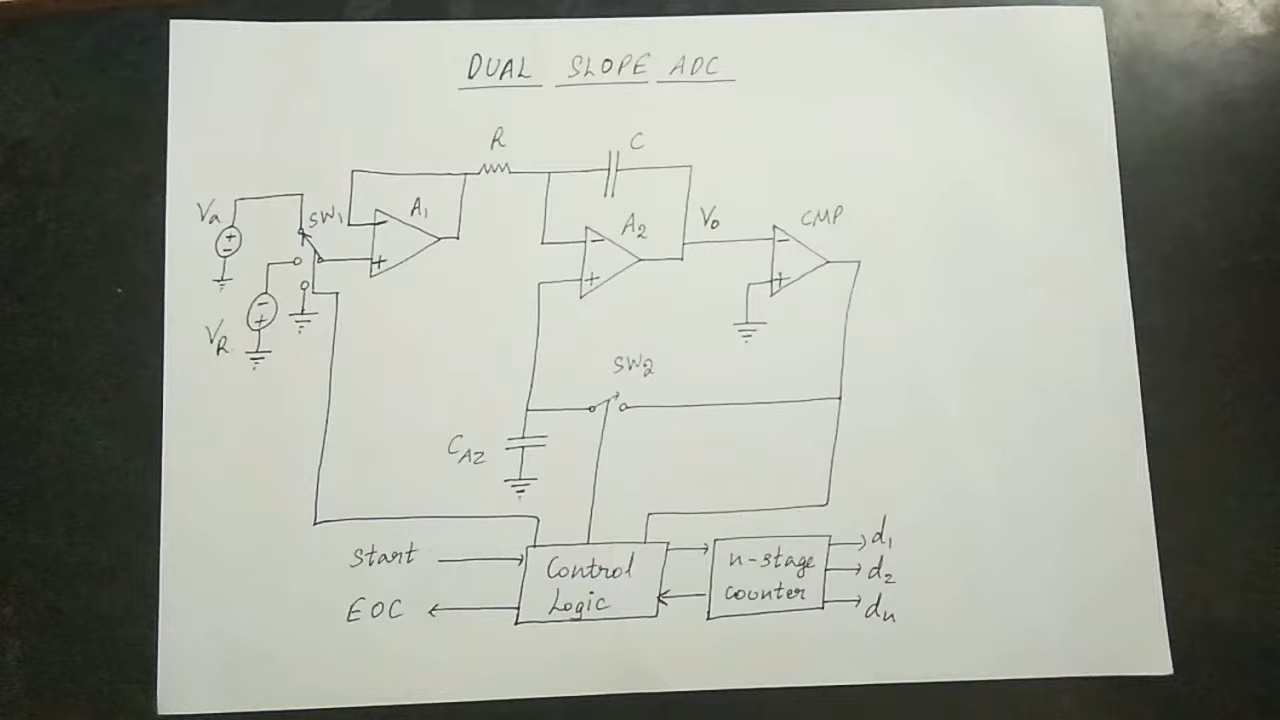 DUAL SLOPE ADC
R
C
Va
SW1
A1
A2
V0
CMP
VR
SW2
CAZ
Start
EOC
Control
Logic
n-stage
counter
d1
d2
dn